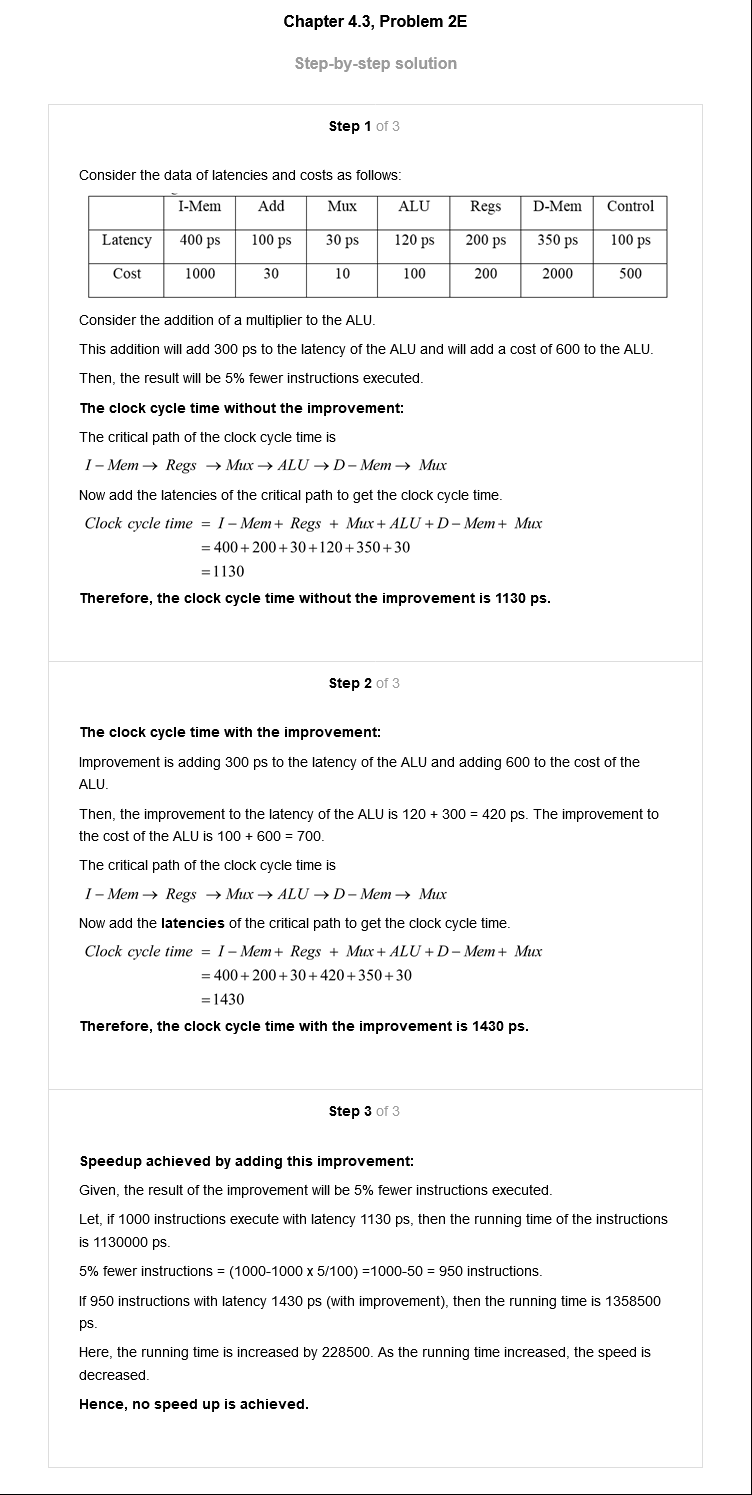 Chapter 4.3, Problem 2E
Step-by-step solution
Step 1 of 3
Consider the data of latencies and costs as follows:
I-Mem Add Mux ALU Regs D-Mem Control
Latency 400 ps 100 ps 30 ps 120 ps 200 ps 350 ps 100 ps
Cost 1000 30 10 100 200 2000 500
Consider the addition of a multiplier to the ALU.
This addition will add 300 ps to the latency of the ALU and will add a cost of 600 to the ALU.
Then, the result will be 5% fewer instructions executed.
The clock cycle time without the improvement:
The critical path of the clock cycle time is
I – Mem → Regs → Mux → ALU → D – Mem → Mux
Now add the latencies of the critical path to get the clock cycle time.
Clock cycle time = I – Mem + Regs + Mux + ALU + D – Mem + Mux
= 400 + 200 + 30 + 120 + 350 + 30
= 1130
Therefore, the clock cycle time without the improvement is 1130 ps.
Step 2 of 3
The clock cycle time with the improvement:
Improvement is adding 300 ps to the latency of the ALU and adding 600 to the cost of the
ALU.
Then, the improvement to the latency of the ALU is 120 + 300 = 420 ps. The improvement to
the cost of the ALU is 100 + 600 = 700.
The critical path of the clock cycle time is
I – Mem → Regs → Mux → ALU → D – Mem → Mux
Now add the latencies of the critical path to get the clock cycle time.
Clock cycle time = I – Mem + Regs + Mux + ALU + D – Mem + Mux
= 400 + 200 + 30 + 420 + 350 + 30
= 1430
Therefore, the clock cycle time with the improvement is 1430 ps.
Step 3 of 3
Speedup achieved by adding this improvement:
Given, the result of the improvement will be 5% fewer instructions executed.
Let, if 1000 instructions execute with latency 1130 ps, then the running time of the instructions
is 1130000 ps.
5% fewer instructions = (1000-1000 x 5/100) =1000-50 = 950 instructions.
If 950 instructions with latency 1430 ps (with improvement), then the running time is 1358500
ps.
Here, the running time is increased by 228500. As the running time increased, the speed is
decreased.
Hence, no speed up is achieved.